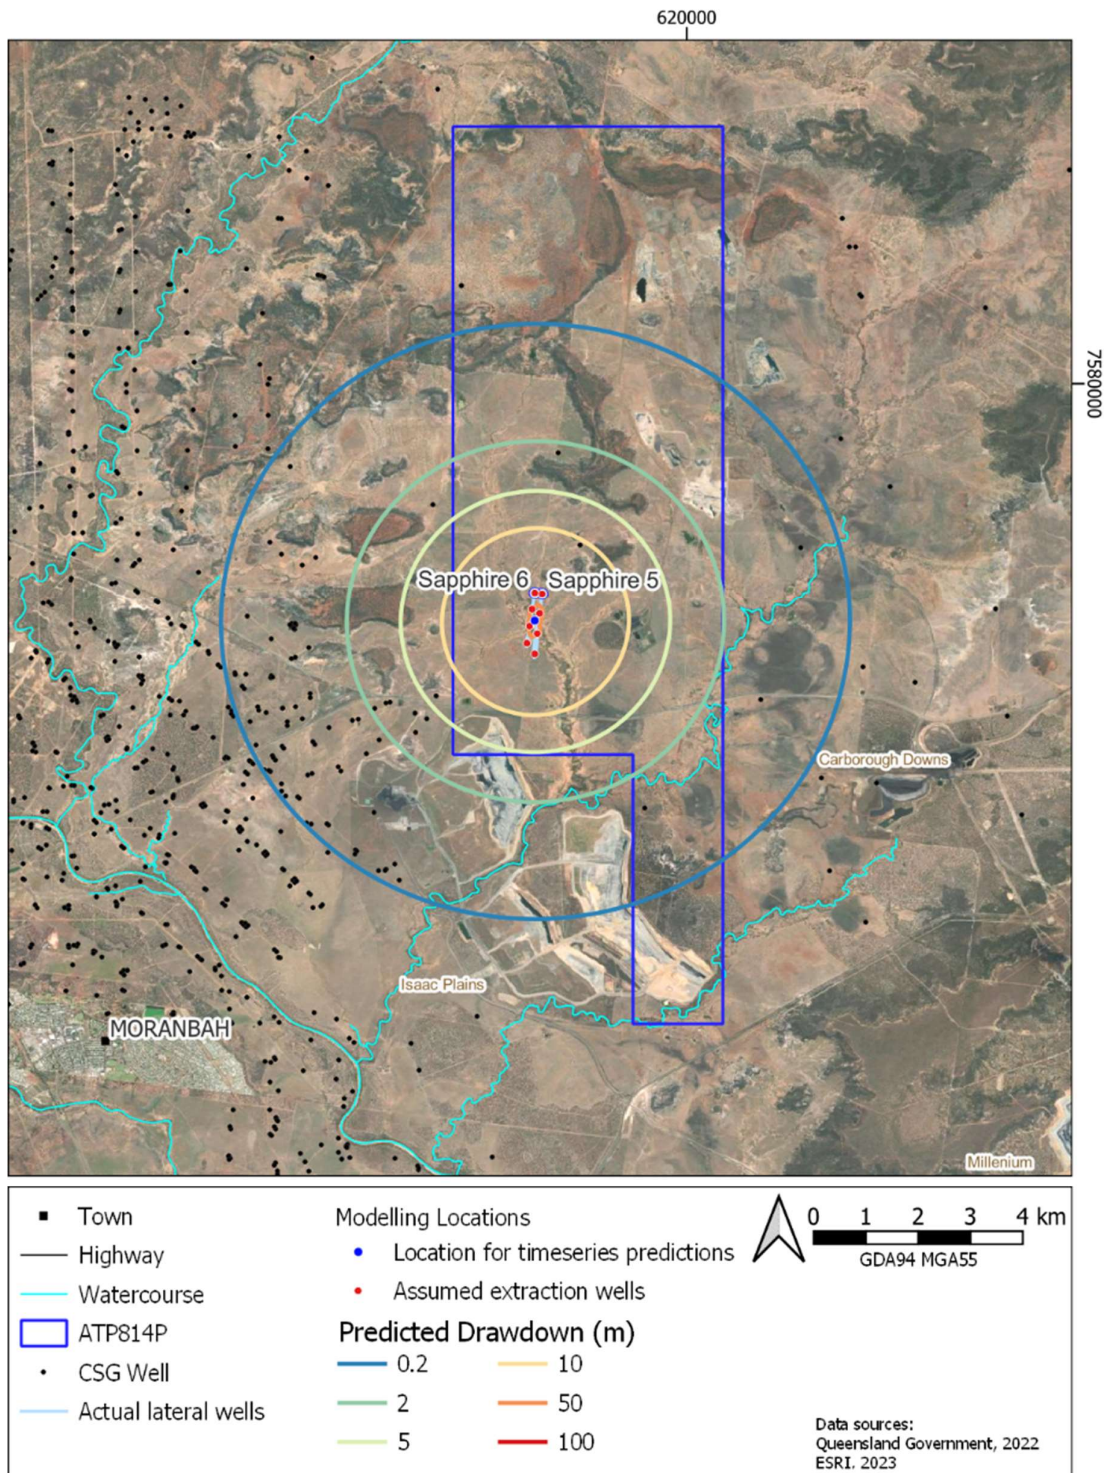 620000
7580000
Sapphire 6
Sapphire 5
Carborough Downs
Isaac Plains
MORANBAH
Millenium
Town
Highway
Watercourse
ATP814P
CSG Well
Actual lateral wells
Modelling Locations
Location for timeseries predictions
Assumed extraction wells
Predicted Drawdown (m)
0.2
2
5
10
50
100
0 1 2 3 4 km
GDA94 MGA55
Data sources:
Queensland Government, 2022
ESRI, 2023